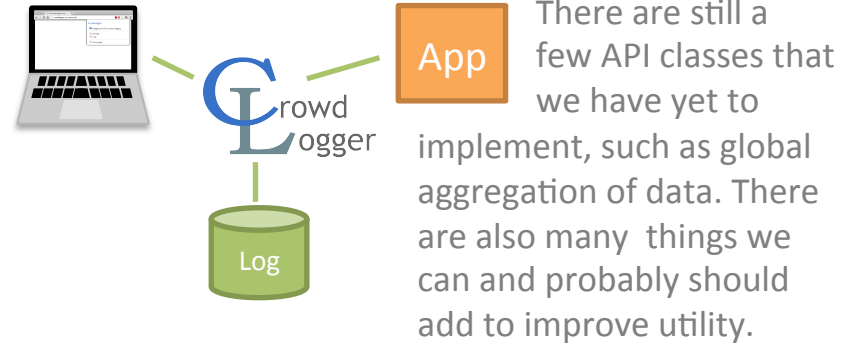 There are still a
App
few API classes that
we have yet to
Crowd
Logger
implement, such as global
aggregation of data. There
are also many things we
Log
can and probably should
add to improve utility.